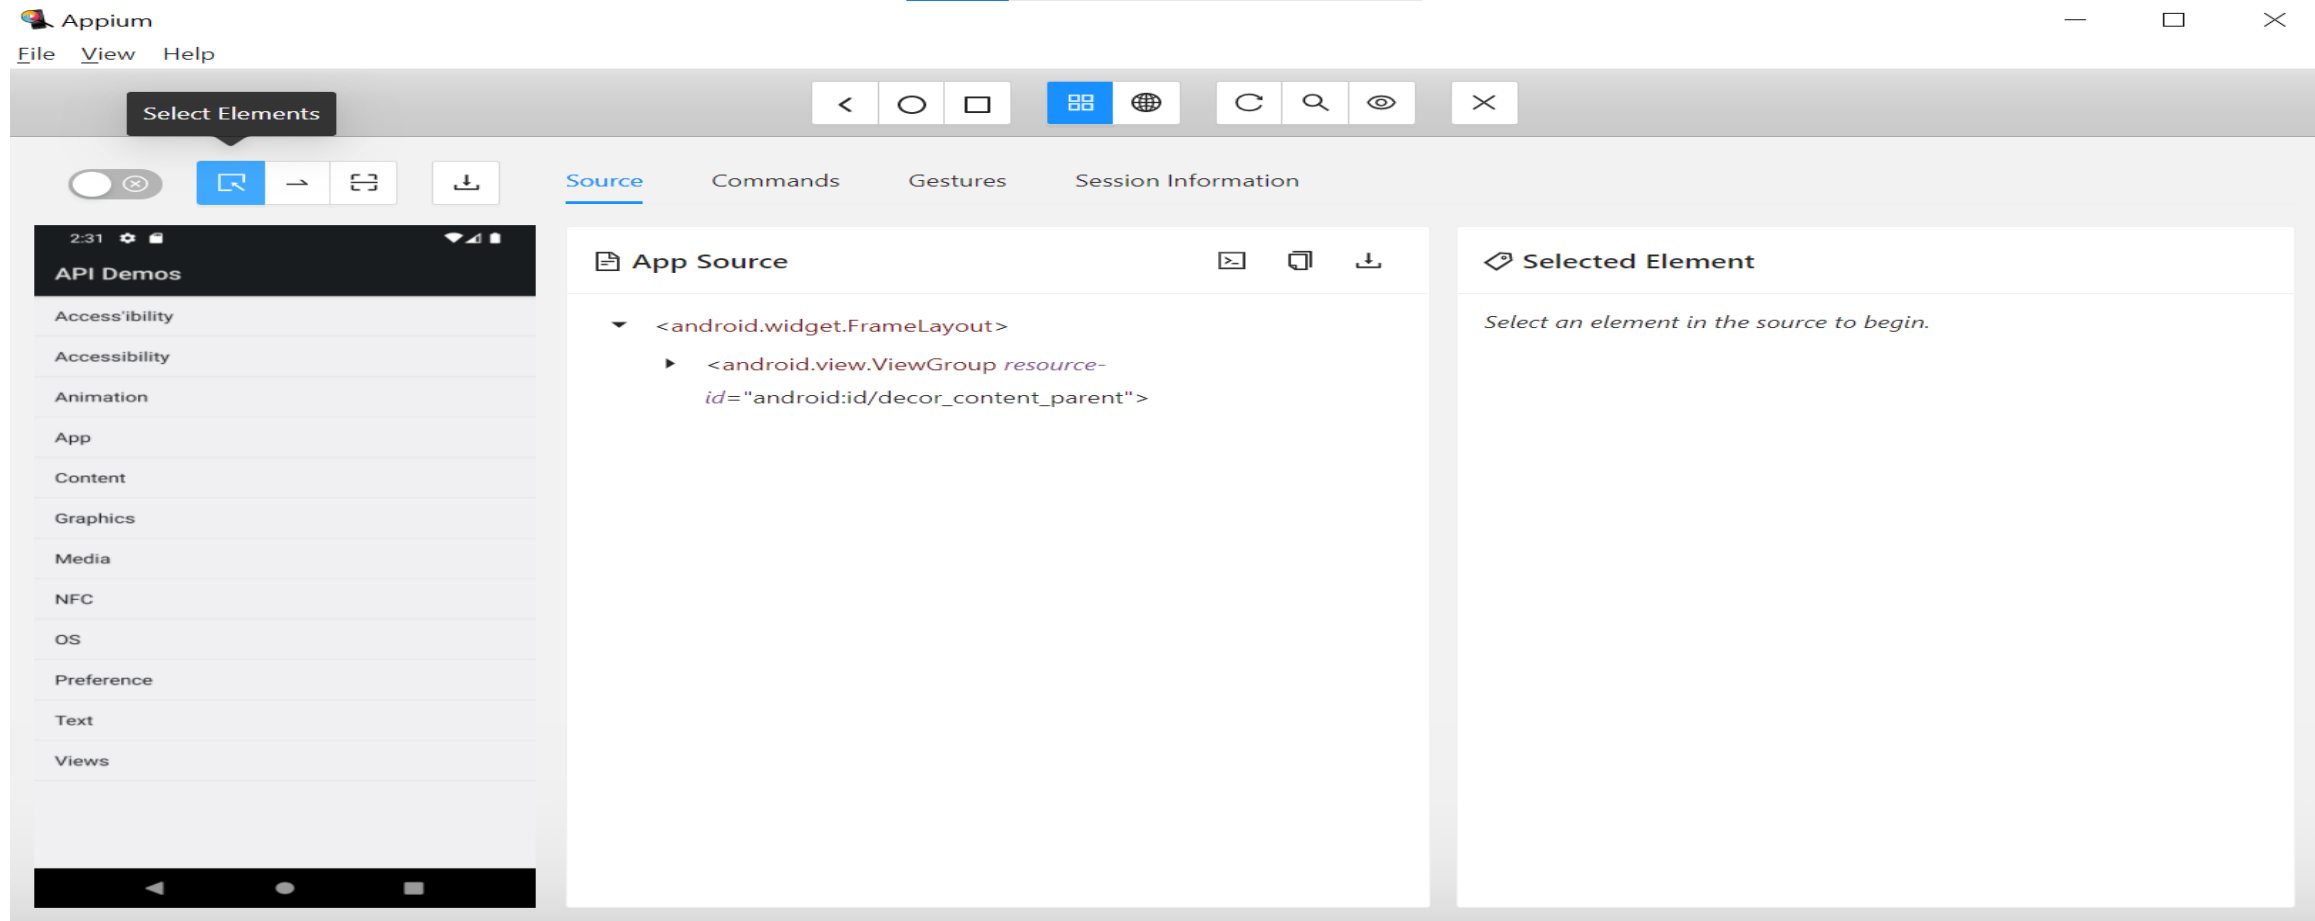 Appium
File View Help
Select Elements
Source Commands Gestures Session Information
2:31
API Demos
Access'ibility
Accessibility
Animation
App
Content
Graphics
Media
NFC
OS
Preference
Text
Views
App Source
<android.widget.FrameLayout>
<android.view.ViewGroup resource-
id="android:id/decor_content_parent">
Selected Element
Select an element in the source to begin.